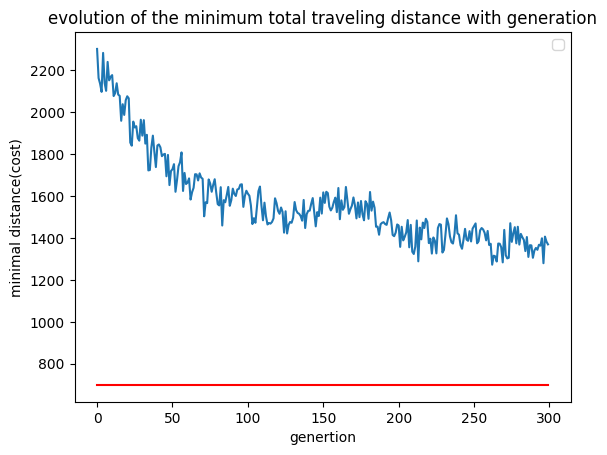 evolution of the minimum total traveling distance with generation
2200
2000
1800
1600
1400
1200
1000
800
minimal distance(cost)
0 50 100 150 200 250 300
genertion